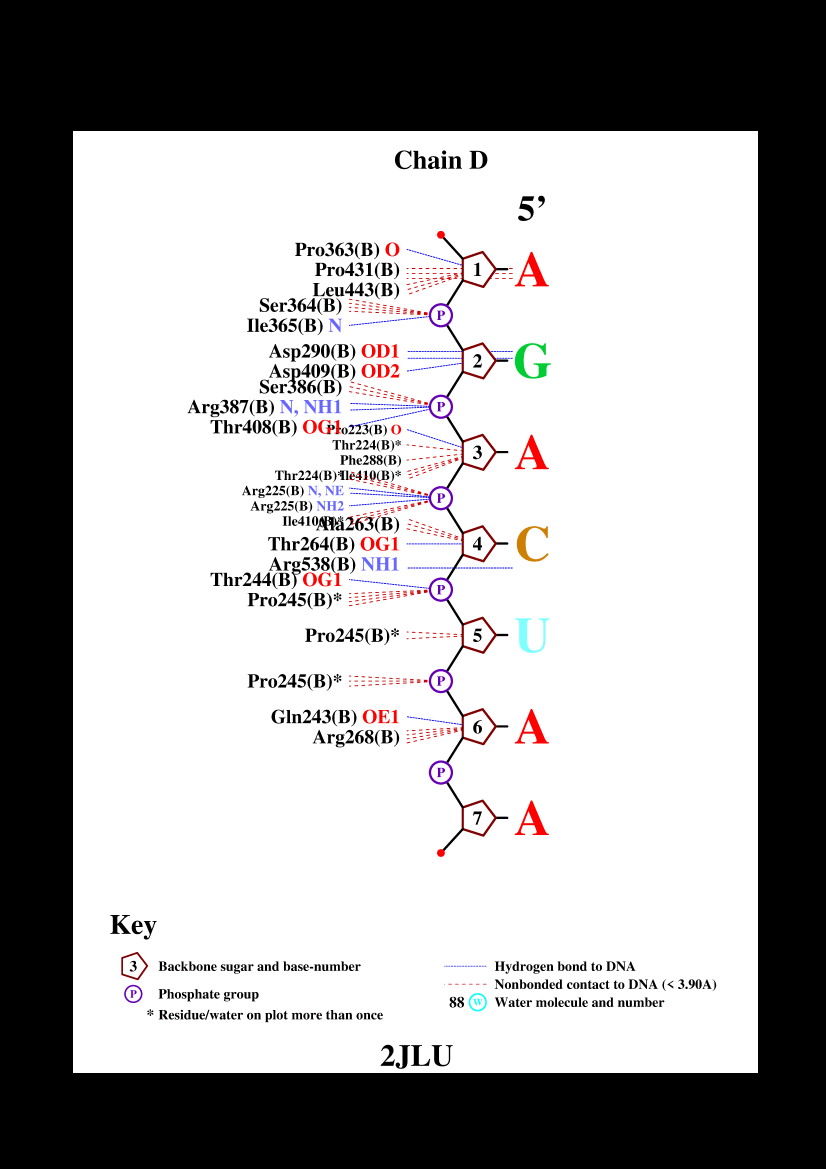 Chain D
5’
Pro363(B) O
Pro431(B)
1
A
Leu443(B)
Ser364(B)
P
Ile365(B) N
Asp290(B) OD1
2
G
Asp409(B) OD2
Ser386(B)
Arg387(B) N, NH1
P
Thr408(B) OG1
Pro223(B) O
Thr224(B)*
3
A
Phe288(B)
Thr224(B)*
Ile410(B)*
Arg225(B) N, NE
P
Arg225(B) NH2
Ile410(B)*
Ala263(B)
Thr264(B) OG1
4
C
Arg538(B) NH1
Thr244(B) OG1
P
Pro245(B)*
Pro245(B)*
5
U
Pro245(B)*
P
Gln243(B) OE1
6
A
Arg268(B)
P
7
A
Key
3 Backbone sugar and base-number
P Phosphate group
* Residue/water on plot more than once
Hydrogen bond to DNA
Nonbonded contact to DNA (< 3.90A)
88 W Water molecule and number
2JLU